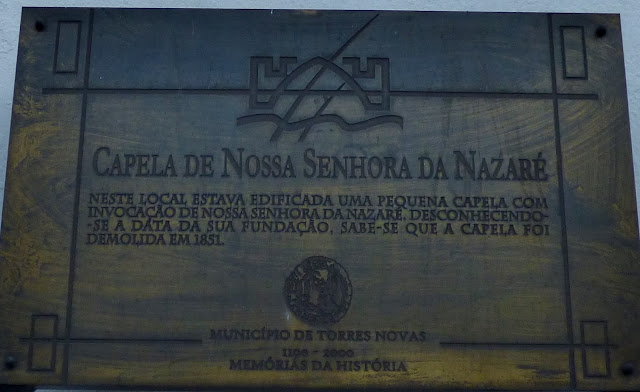 CAPELA DE NOSSA SENHORA DA NAZARÉ
NESTE LOCAL ESTAVA EDIFICADA UMA PEQUENA CAPELA COM
INVOCAÇÃO DE NOSSA SENHORA DA NAZARÉ, DESCONHECENDO-
-SE A DATA DA SUA FUNDAÇÃO. SABE-SE QUE A CAPELA FOI
DEMOLIDA EM 1851.
MUNICÍPIO DE TORRES NOVAS
1190 - 2000
MEMÓRIAS DA HISTÓRIA